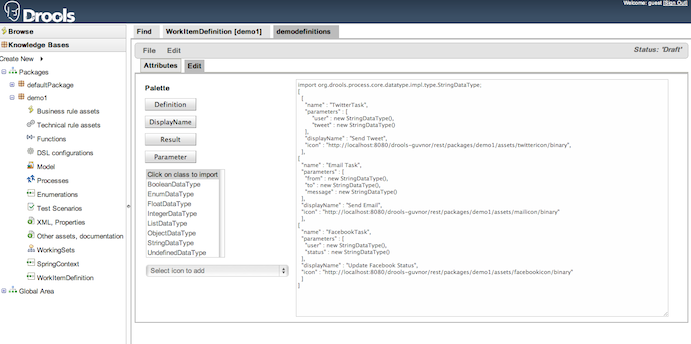 Drools
Welcome: guest [Sign Out]
Browse
Knowledge Bases
Create New
Packages
defaultPackage
demo1
Business rule assets
Technical rule assets
Functions
DSL configurations
Model
Processes
Enumerations
Test Scenarios
XML, Properties
Other assets, documentation
WorkingSets
SpringContext
WorkItemDefinition
Global Area
Find
WorkItemDefinition [demo1]
demodefinitions
File
Edit
Status: 'Draft'
Attributes
Edit
Palette
Definition
DisplayName
Result
Parameter
Click on class to import
BooleanDataType
EnumDataType
FloatDataType
IntegerDataType
ListDataType
ObjectDataType
StringDataType
UndefinedDataType
Select icon to add
import org.drools.process.core.datatype.impl.type.StringDataType;
[
[
"name" : "TwitterTask",
"parameters" : [
"user" : new StringDataType(),
"tweet" : new StringDataType()
],
"displayName" : "Send Tweet",
"icon" : "http://localhost:8080/drools-guvnor/rest/packages/demo1/assets/twittericon/binary",
],
[
"name" : "Email Task",
"parameters" : [
"from" : new StringDataType(),
"to" : new StringDataType(),
"message" : new StringDataType()
],
"displayName" : "Send Email",
"icon" : "http://localhost:8080/drools-guvnor/rest/packages/demo1/assets/mailicon/binary"
],
[
"name" : "FacebookTask",
"parameters" : [
"user" : new StringDataType(),
"status" : new StringDataType()
],
"displayName" : "Update Facebook Status",
"icon" : "http://localhost:8080/drools-guvnor/rest/packages/demo1/assets/facebookicon/binary"
]
]